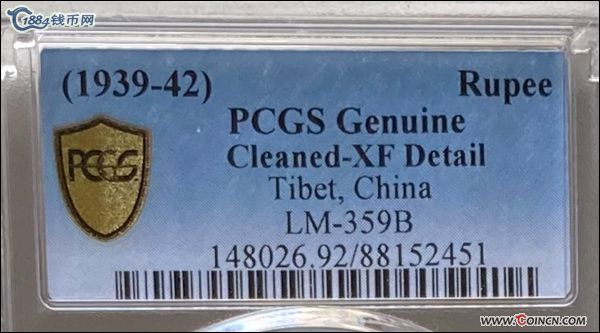 1884钱币网
(1939-42) Rupee
PCGS Genuine
PCGS
Cleaned-XF Detail
Tibet, China
LM-359B
148026.92/88152451
WWW.COINCN.COM